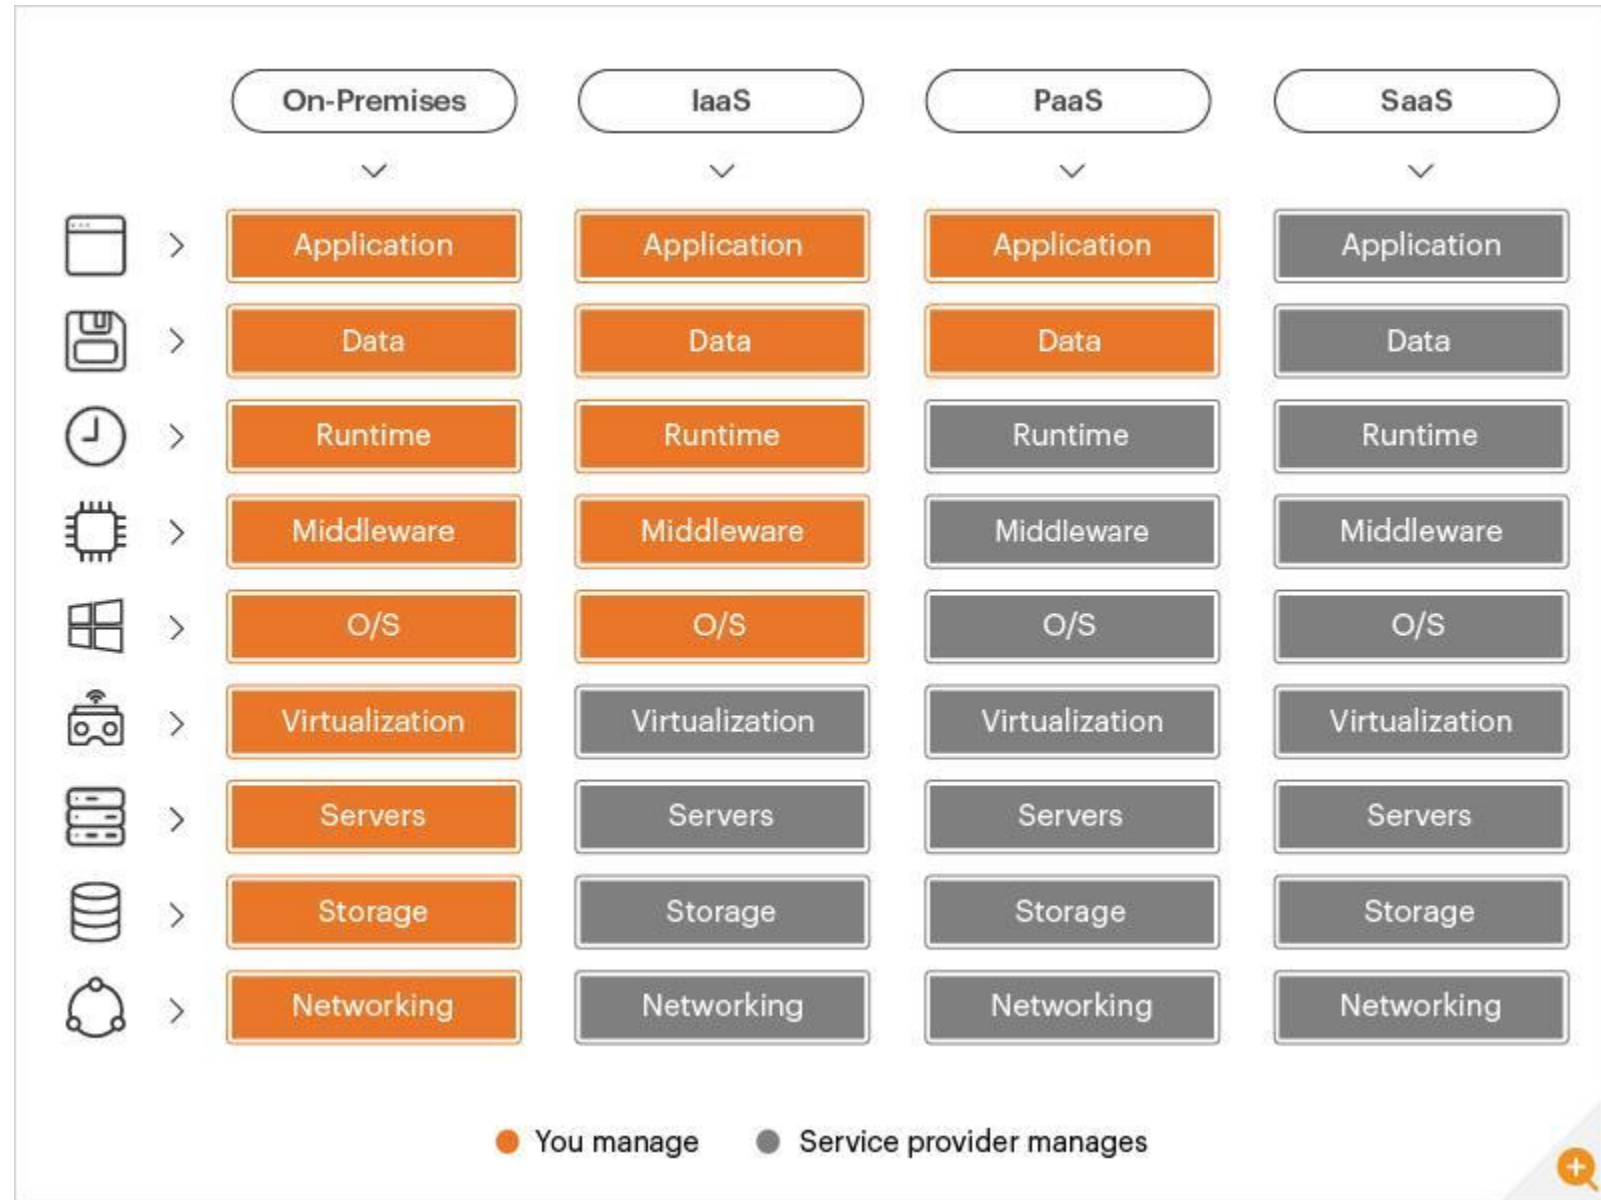 On-Premises IaaS PaaS SaaS
Application Application Application Application
Data Data Data Data
Runtime Runtime Runtime Runtime
Middleware Middleware Middleware Middleware
O/S O/S O/S O/S
Virtualization Virtualization Virtualization Virtualization
Servers Servers Servers Servers
Storage Storage Storage Storage
Networking Networking Networking Networking
You manage Service provider manages